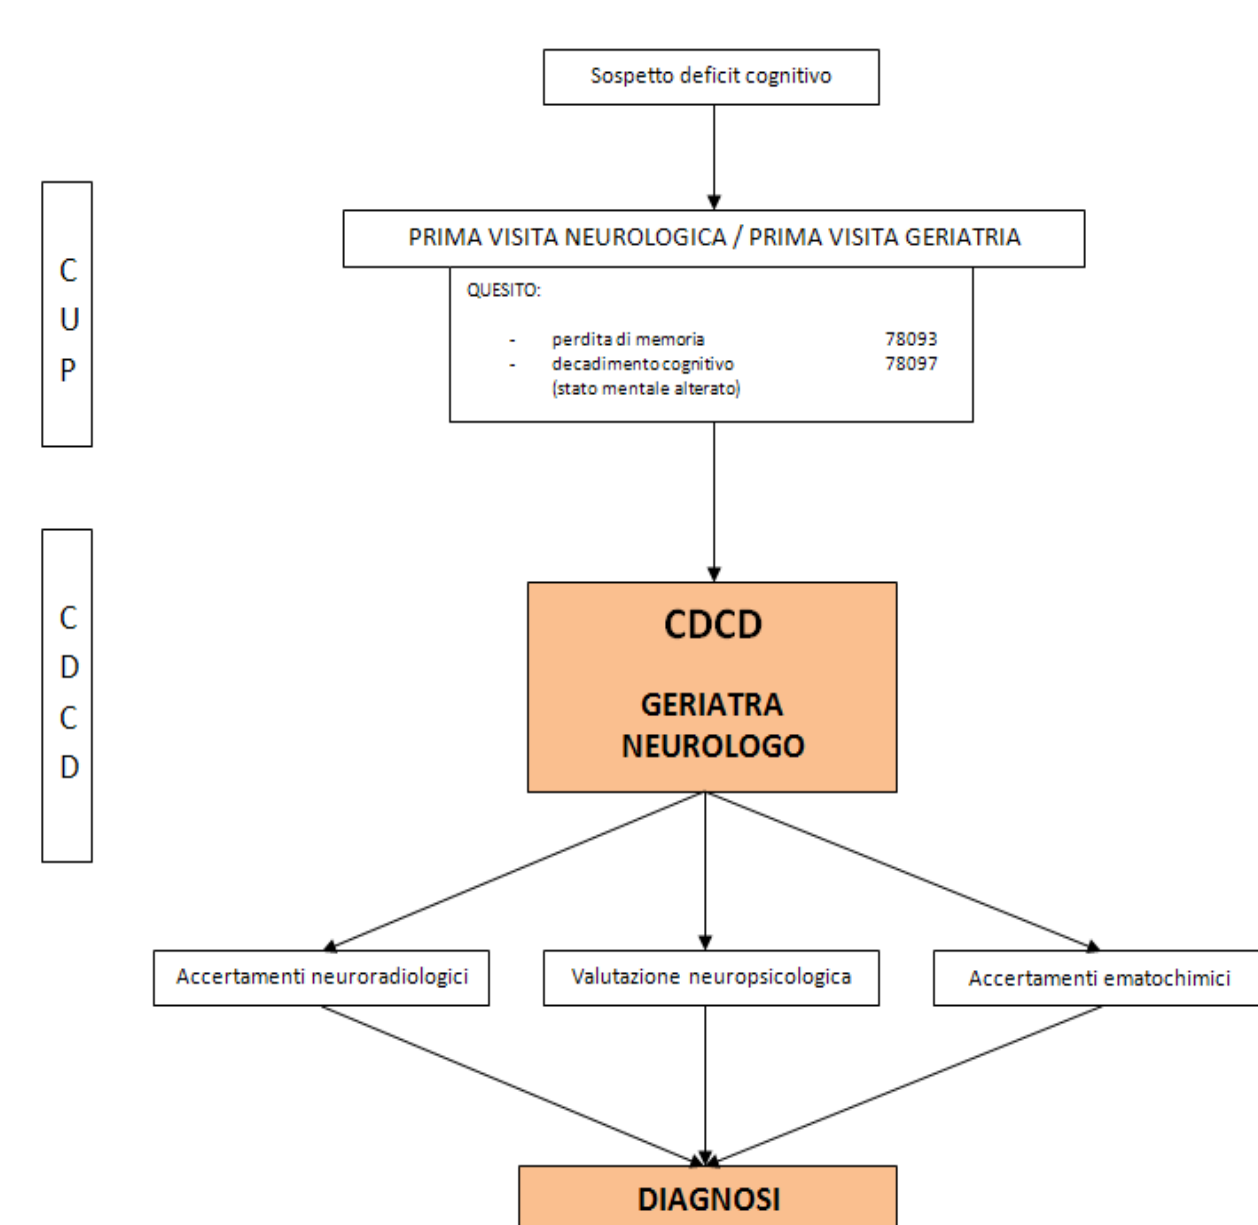 Sospetto deficit cognitivo
C
U
P
PRIMA VISITA NEUROLOGICA / PRIMA VISITA GERIATRIA
QUESITO:
- perdita di memoria 78093
- decadimento cognitivo 78097
(stato mentale alterato)
C
D
C
D
CDCD
GERIATRA
NEUROLOGO
Accertamenti neuroradiologici
Valutazione neuropsicologica
Accertamenti ematochimici
DIAGNOSI